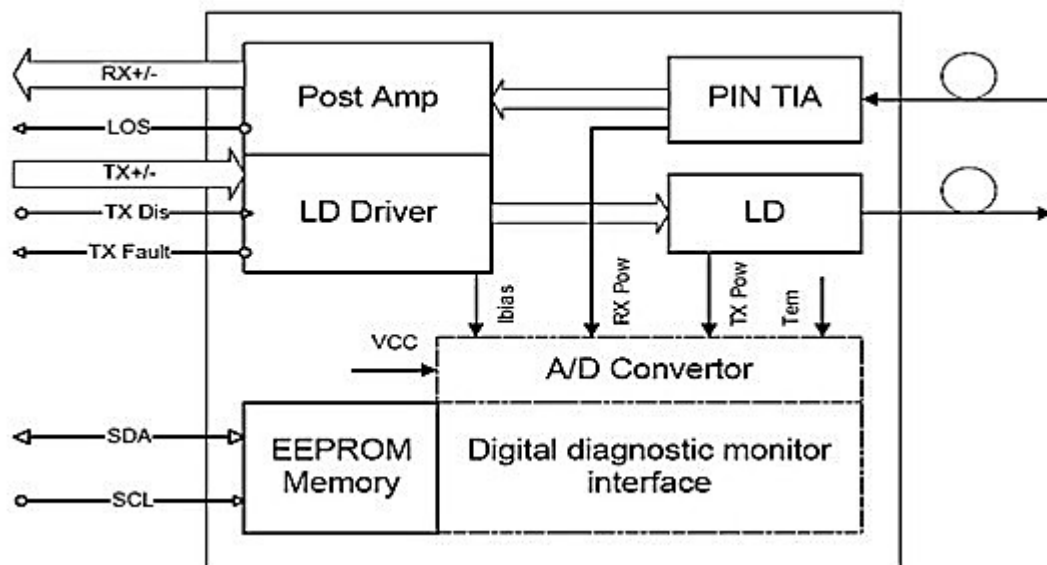 RX+/-
Post Amp
PIN TIA
LOS
TX+/-
TX Dis
LD Driver
LD
TX Fault
Ibias
RX Pow
TX Pow
Tem
VCC
A/D Convertor
SDA
EEPROM
Memory
Digital diagnostic monitor
interface
SCL